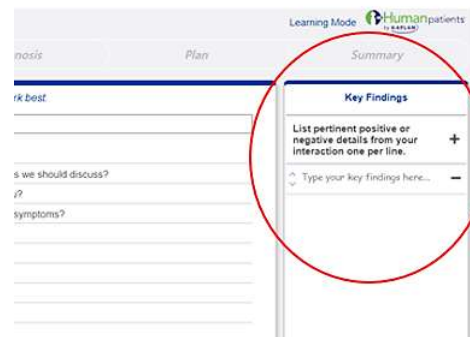 Learning Mode iHuman patients
by KAPLAN
nosis Plan Summary
rk best. Key Findings
List pertinent positive or
negative details from your
interaction one per line. +
Type your key findings here... −
s we should discuss?
y?
symptoms?